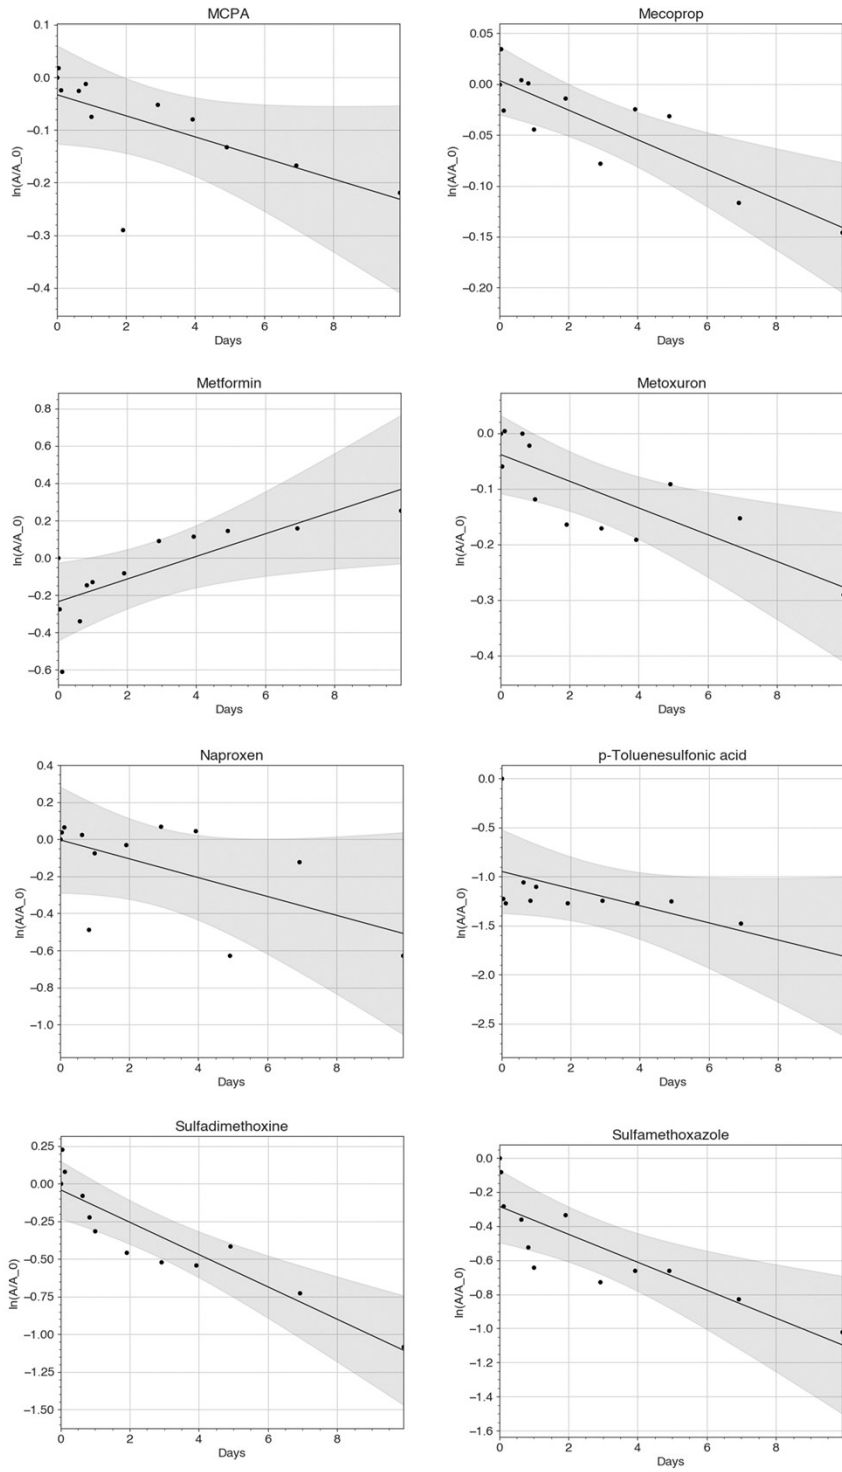 MCPA
0.1
0.0
−0.1
−0.2
−0.3
−0.4
ln(A/A_0)
0 2 4 6 8
Days
Mecoprop
0.05
0.00
−0.05
−0.10
−0.15
−0.20
ln(A/A_0)
0 2 4 6 8
Days
Metformin
0.8
0.6
0.4
0.2
0.0
−0.2
−0.4
−0.6
ln(A/A_0)
0 2 4 6 8
Days
Metoxuron
0.0
−0.1
−0.2
−0.3
−0.4
ln(A/A_0)
0 2 4 6 8
Days
Naproxen
0.4
0.2
0.0
−0.2
−0.4
−0.6
−0.8
−1.0
ln(A/A_0)
0 2 4 6 8
Days
p-Toluenesulfonic acid
0.0
−0.5
−1.0
−1.5
−2.0
−2.5
ln(A/A_0)
0 2 4 6 8
Days
Sulfadimethoxine
0.25
0.00
−0.25
−0.50
−0.75
−1.00
−1.25
−1.50
ln(A/A_0)
0 2 4 6 8
Days
Sulfamethoxazole
0.0
−0.2
−0.4
−0.6
−0.8
−1.0
−1.2
−1.4
−1.6
ln(A/A_0)
0 2 4 6 8
Days